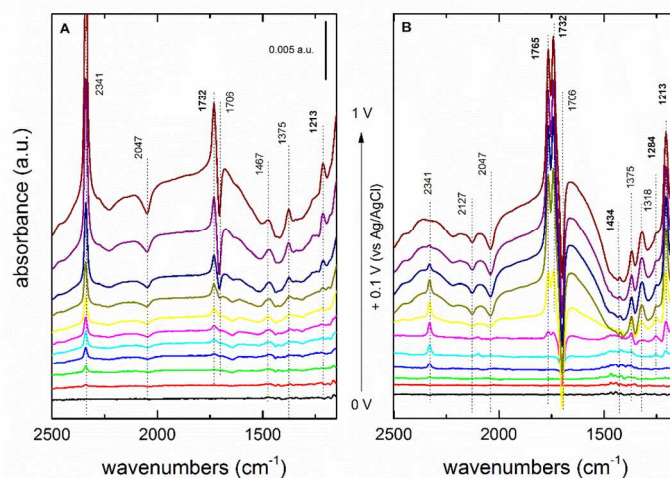 A
2341
2047
1732
1706
1467
1375
1213
0.005 a.u.
absorbance (a.u.)
2500
2000
1500
wavenumbers (cm⁻¹)
1 V
+ 0.1 V (vs Ag/AgCl)
0 V
B
2341
2127
2047
1765
1732
1706
1434
1375
1318
1284
1213
2500
2000
1500
wavenumbers (cm⁻¹)